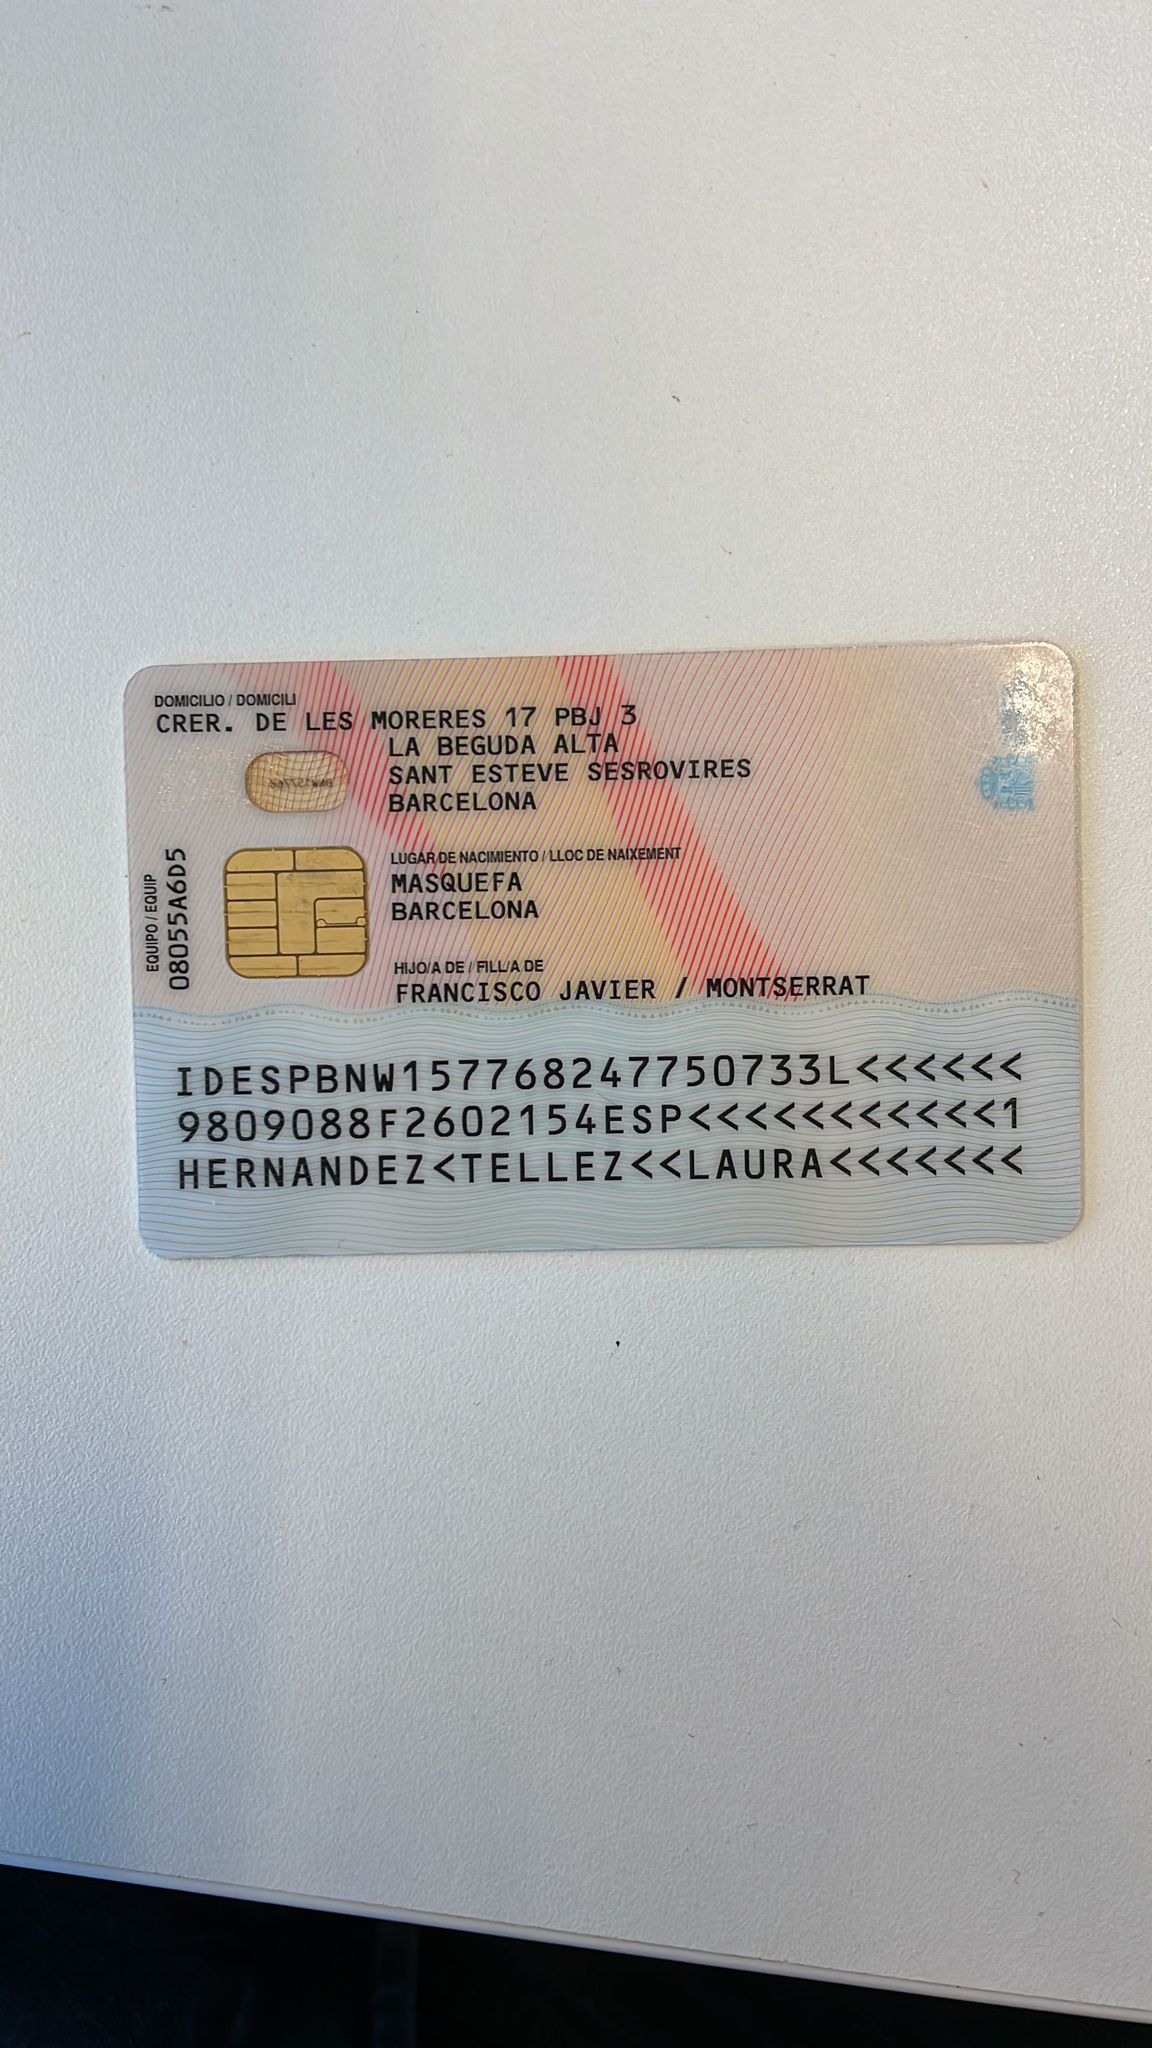 DOMICILIO / DOMICILI
CRER. DE LES MORERES 17 PBJ 3
LA BEGUDA ALTA
SANT ESTEVE SESROVIRES
BARCELONA
LUGAR DE NACIMIENTO / LLOC DE NAIXEMENT
MASQUEFA
BARCELONA
EQUIPO / EQUIP
08055A6D5
HIJO/A DE / FILL/A DE
FRANCISCO JAVIER / MONTSERRAT
IDESPBNW157768247750733L<<<<<<
9809088F2602154ESP<<<<<<<<<<<1
HERNANDEZ<TELLEZ<<LAURA<<<<<<<